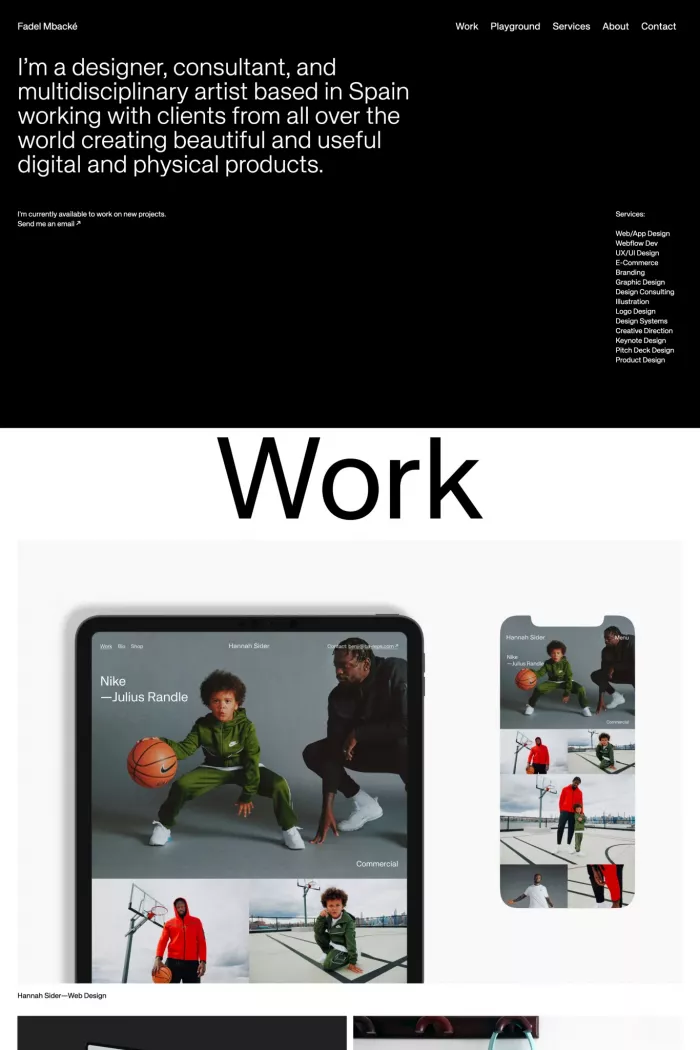 Fadel Mbacké
Work Playground Services About Contact
I’m a designer, consultant, and
multidisciplinary artist based in Spain
working with clients from all over the
world creating beautiful and useful
digital and physical products.
I’m currently available to work on new projects.
Send me an email ↗
Services:
Web/App Design
Webflow Dev
UX/UI Design
E-Commerce
Branding
Graphic Design
Design Consulting
Illustration
Logo Design
Design Systems
Creative Direction
Keynote Design
Pitch Deck Design
Product Design
Work
Work Bio Shop
Hannah Sider
Contact
Nike
—Julius Randle
Commercial
Hannah Sider
Menu
Nike
—Julius Randle
Commercial
Hannah Sider—Web Design